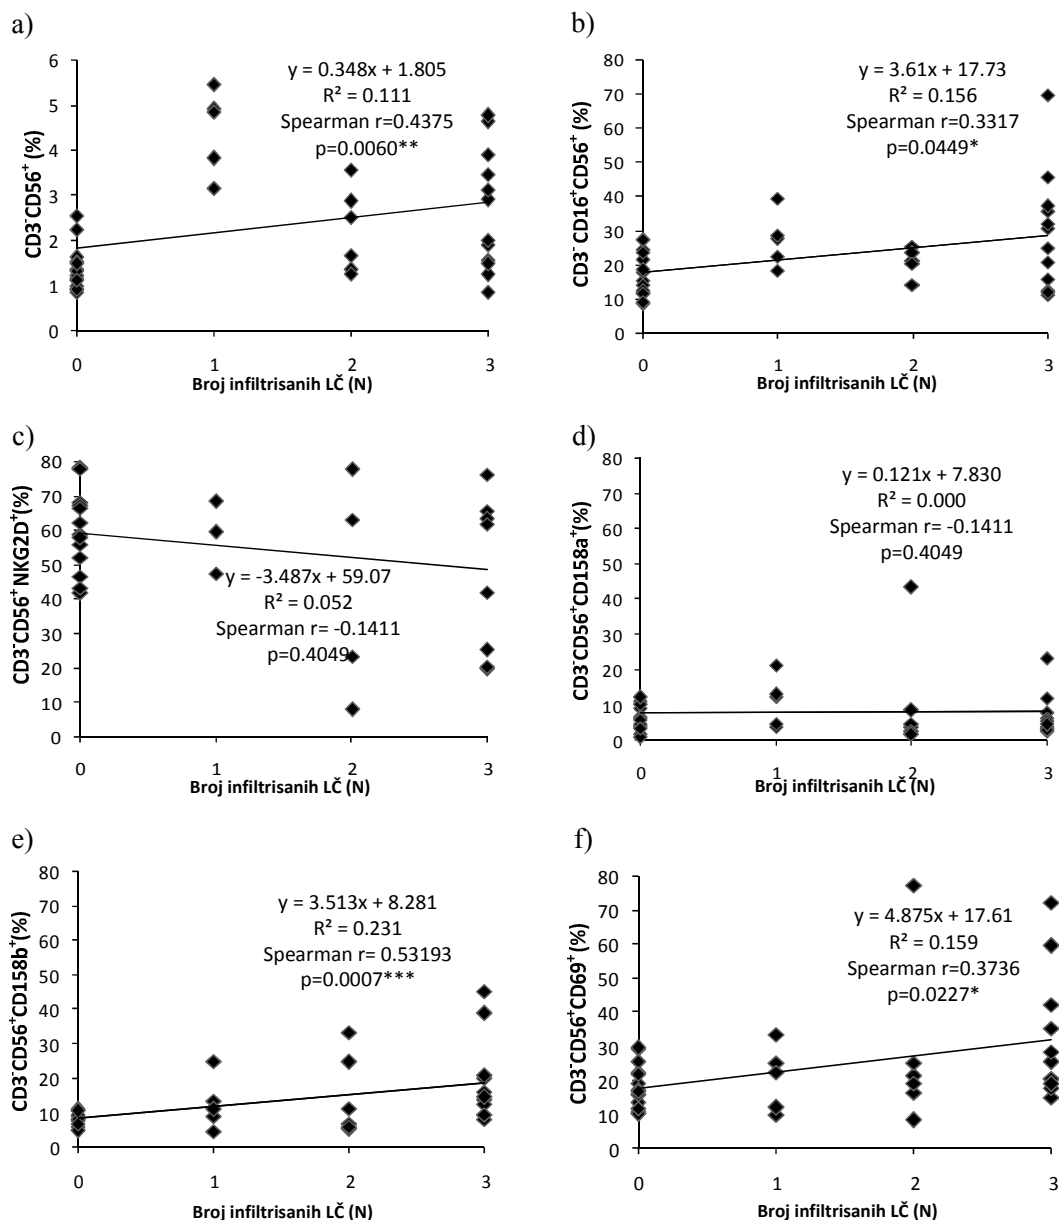 a)
6
5
4
3
2
1
0
CD3⁻CD56⁺ (%)
y = 0.348x + 1.805
R² = 0.111
Spearman r=0.4375
p=0.0060**
0 1 2 3
Broj infiltrisanih LČ (N)
b)
80
70
60
50
40
30
20
10
0
CD3⁻ CD16⁺CD56⁺ (%)
y = 3.61x + 17.73
R² = 0.156
Spearman r=0.3317
p=0.0449*
0 1 2 3
Broj infiltrisanih LČ (N)
c)
80
70
60
50
40
30
20
10
0
CD3⁻CD56⁺ NKG2D⁺(%)
y = -3.487x + 59.07
R² = 0.052
Spearman r= -0.1411
p=0.4049
0 1 2 3
Broj infiltrisanih LČ (N)
d)
80
70
60
50
40
30
20
10
0
CD3⁻CD56⁺CD158a⁺(%)
y = 0.121x + 7.830
R² = 0.000
Spearman r= -0.1411
p=0.4049
0 1 2 3
Broj infiltrisanih LČ (N)
e)
80
70
60
50
40
30
20
10
0
CD3⁻CD56⁺CD158b⁺(%)
y = 3.513x + 8.281
R² = 0.231
Spearman r= 0.53193
p=0.0007***
0 1 2 3
Broj infiltrisanih LČ (N)
f)
80
70
60
50
40
30
20
10
0
CD3⁻CD56⁺CD69⁺(%)
y = 4.875x + 17.61
R² = 0.159
Spearman r=0.3736
p=0.0227*
0 1 2 3
Broj infiltrisanih LČ (N)